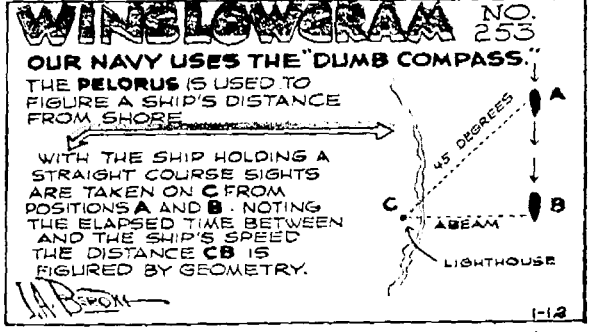 WINSLOWGRAM
NO.
253
OUR NAVY USES THE "DUMB COMPASS."
THE PELORUS IS USED TO
FIGURE A SHIP'S DISTANCE
FROM SHORE
WITH THE SHIP HOLDING A
STRAIGHT COURSE SIGHTS
ARE TAKEN ON C FROM
POSITIONS A AND B. NOTING
THE ELAPSED TIME BETWEEN
AND THE SHIP'S SPEED
THE DISTANCE CB IS
FIGURED BY GEOMETRY.
A
45 DEGREES
C
B
ABEAM
LIGHTHOUSE
1-12